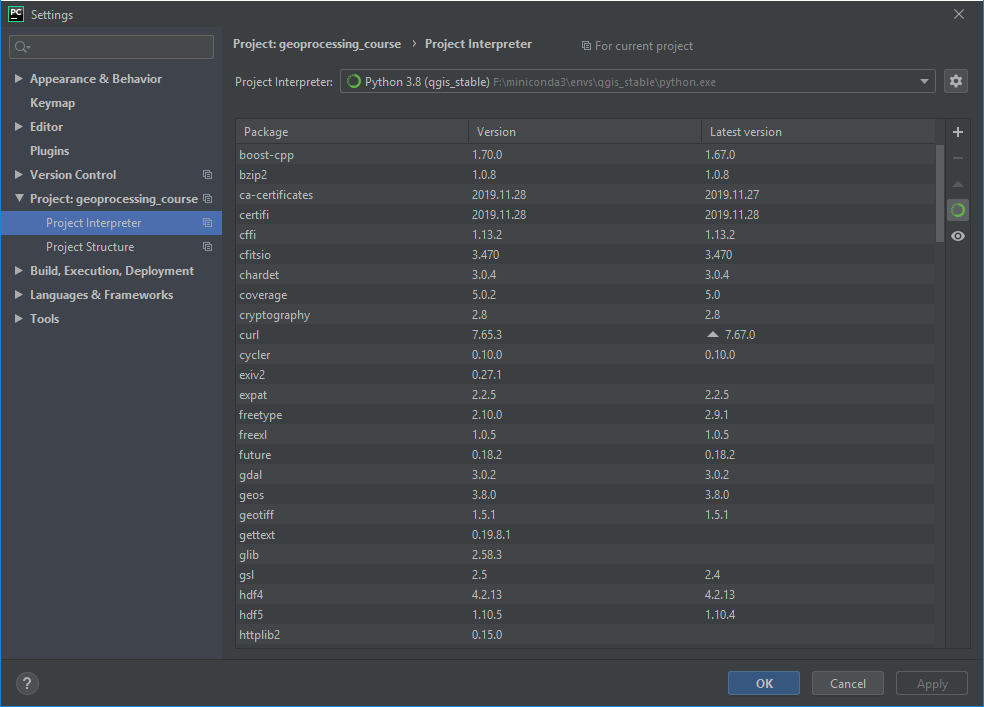 PC Settings
Project: geoprocessing_course › Project Interpreter For current project
Project Interpreter: Python 3.8 (qgis_stable) F:\miniconda3\envs\qgis_stable\python.exe
Appearance & Behavior
Keymap
Editor
Plugins
Version Control
Project: geoprocessing_course
Project Interpreter
Project Structure
Build, Execution, Deployment
Languages & Frameworks
Tools
Package Version Latest version
boost-cpp 1.70.0 1.67.0
bzip2 1.0.8 1.0.8
ca-certificates 2019.11.28 2019.11.27
certifi 2019.11.28 2019.11.28
cffi 1.13.2 1.13.2
cfitsio 3.470 3.470
chardet 3.0.4 3.0.4
coverage 5.0.2 5.0
cryptography 2.8 2.8
curl 7.65.3 7.67.0
cycler 0.10.0 0.10.0
exiv2 0.27.1
expat 2.2.5 2.2.5
freetype 2.10.0 2.9.1
freexl 1.0.5 1.0.5
future 0.18.2 0.18.2
gdal 3.0.2 3.0.2
geos 3.8.0 3.8.0
geotiff 1.5.1 1.5.1
gettext 0.19.8.1
glib 2.58.3
gsl 2.5 2.4
hdf4 4.2.13 4.2.13
hdf5 1.10.5 1.10.4
httplib2 0.15.0
? OK Cancel Apply